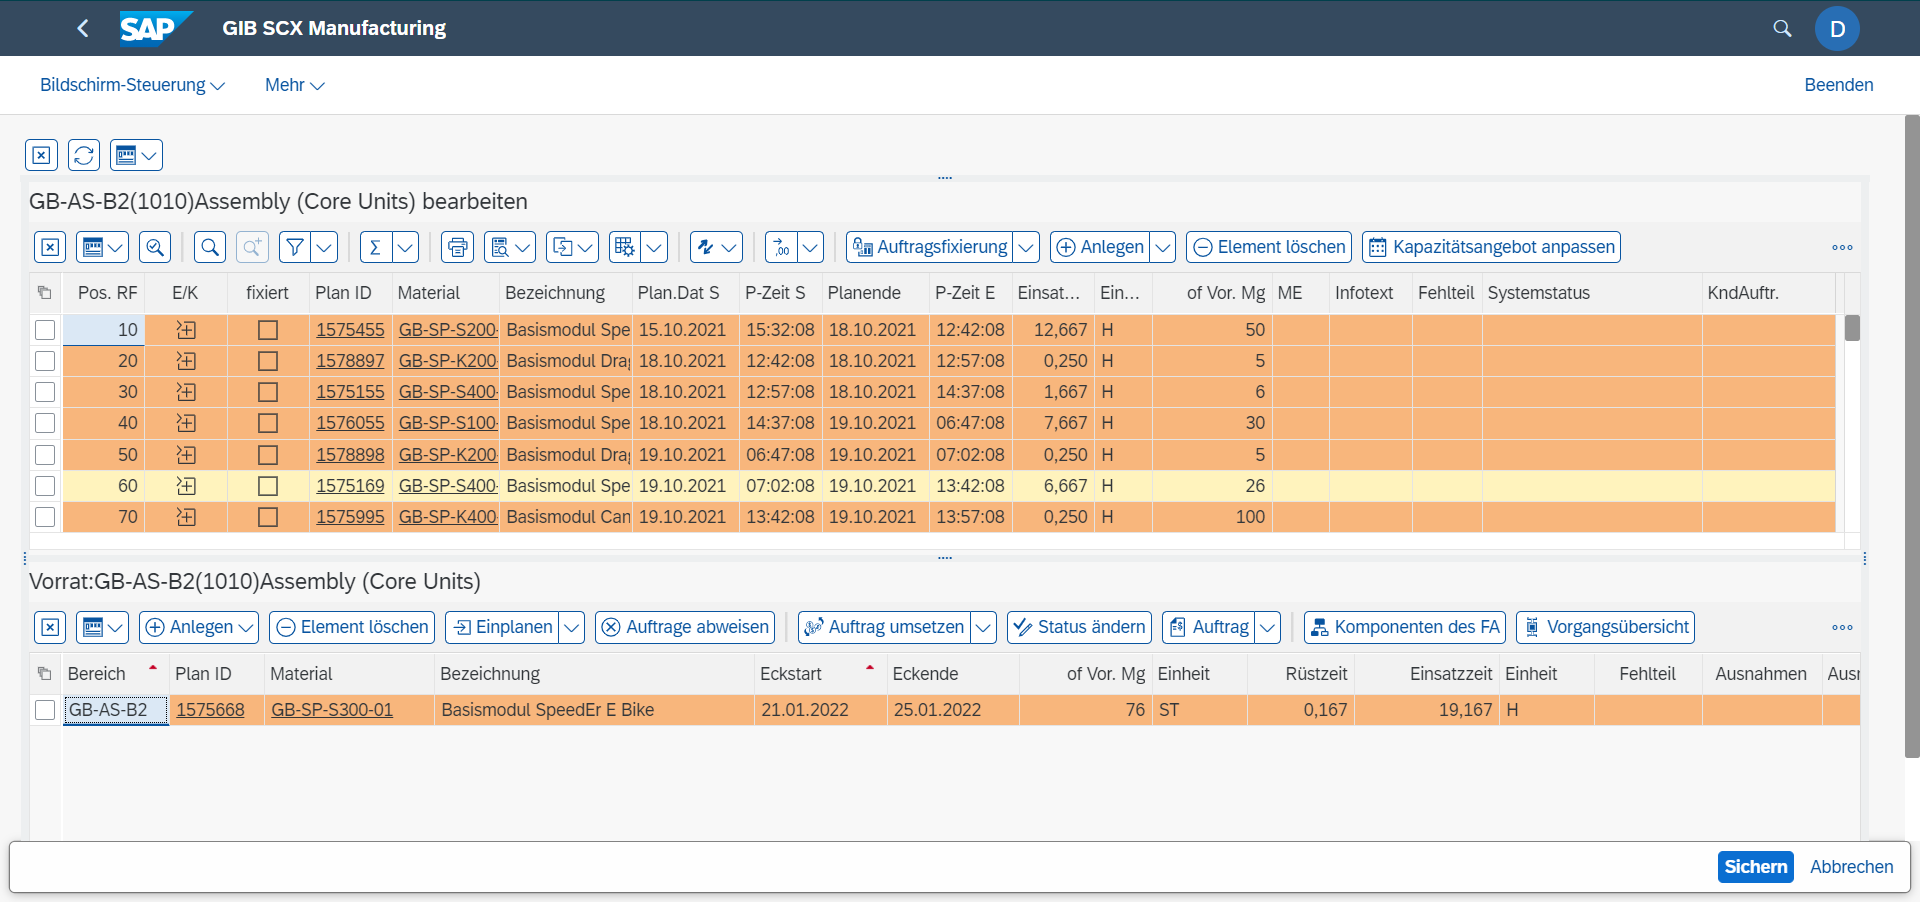 SAP GIB SCX Manufacturing D
Bildschirm-Steuerung Mehr Beenden
GB-AS-B2(1010)Assembly (Core Units) bearbeiten
Auftragsfixierung Anlegen Element löschen Kapazitätsangebot anpassen
Pos. RF E/K fixiert Plan ID Material Bezeichnung Plan.Dat S P-Zeit S Planende P-Zeit E Einsat... Ein... of Vor. Mg ME Infotext Fehlteil Systemstatus KndAuftr.
10 1575455 GB-SP-S200- Basismodul Spe 15.10.2021 15:32:08 18.10.2021 12:42:08 12,667 H 50
20 1578897 GB-SP-K200- Basismodul Drag 18.10.2021 12:42:08 18.10.2021 12:57:08 0,250 H 5
30 1575155 GB-SP-S400- Basismodul Spe 18.10.2021 12:57:08 18.10.2021 14:37:08 1,667 H 6
40 1576055 GB-SP-S100- Basismodul Spe 18.10.2021 14:37:08 19.10.2021 06:47:08 7,667 H 30
50 1578898 GB-SP-K200- Basismodul Drag 19.10.2021 06:47:08 19.10.2021 07:02:08 0,250 H 5
60 1575169 GB-SP-S400- Basismodul Spe 19.10.2021 07:02:08 19.10.2021 13:42:08 6,667 H 26
70 1575995 GB-SP-K400- Basismodul Can 19.10.2021 13:42:08 19.10.2021 13:57:08 0,250 H 100
Vorrat:GB-AS-B2(1010)Assembly (Core Units)
Anlegen Element löschen Einplanen Auftrage abweisen Auftrag umsetzen Status ändern Auftrag Komponenten des FA Vorgangsübersicht
Bereich Plan ID Material Bezeichnung Eckstart Eckende of Vor. Mg Einheit Rüstzeit Einsatzzeit Einheit Fehlteil Ausnahmen Ausn
GB-AS-B2 1575668 GB-SP-S300-01 Basismodul SpeedEr E Bike 21.01.2022 25.01.2022 76 ST 0,167 19,167 H
Sichern Abbrechen